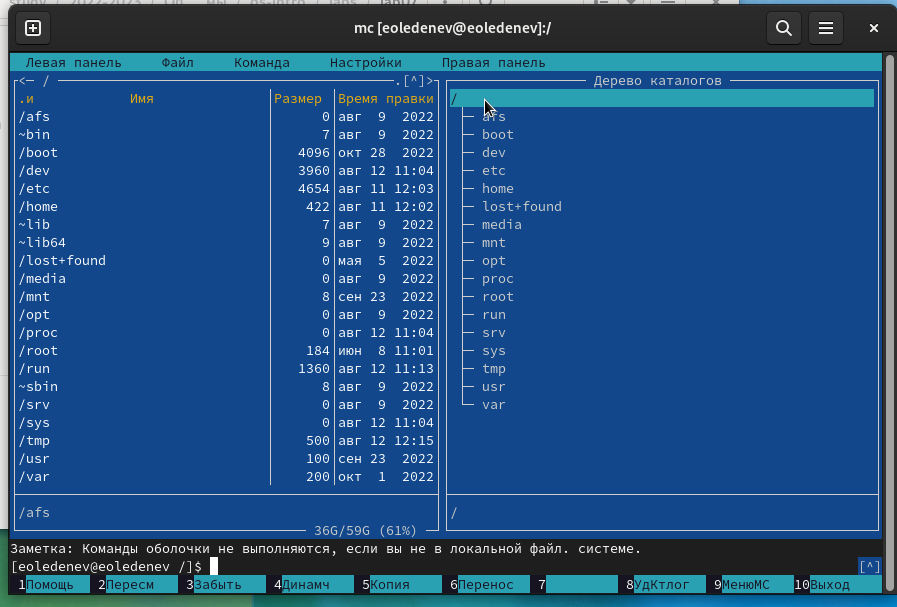 mc [eoledenev@eoledenev]:/
Левая панель Файл Команда Настройки Правая панель
<─ / .[^]> Дерево каталогов
.и Имя Размер Время правки /
/afs 0 авг 9 2022 afs
~bin 7 авг 9 2022 boot
/boot 4096 окт 28 2022 dev
/dev 3960 авг 12 11:04 etc
/etc 4654 авг 11 12:03 home
/home 422 авг 11 12:02 lost+found
~lib 7 авг 9 2022 media
~lib64 9 авг 9 2022 mnt
/lost+found 0 мая 5 2022 opt
/media 0 авг 9 2022 proc
/mnt 8 сен 23 2022 root
/opt 0 авг 9 2022 run
/proc 0 авг 12 11:04 srv
/root 184 июн 8 11:01 sys
/run 1360 авг 12 11:13 tmp
~sbin 8 авг 9 2022 usr
/srv 0 авг 9 2022 var
/sys 0 авг 12 11:04
/tmp 500 авг 12 12:15
/usr 100 сен 23 2022
/var 200 окт 1 2022
/afs /
36G/59G (61%)
Заметка: Команды оболочки не выполняются, если вы не в локальной файл. системе.
[eoledenev@eoledenev /]$ [^]
1Помощь 2Пересм 3Забыть 4Динамч 5Копия 6Перенос 7 8УдКтлог 9МенюMC 10Выход